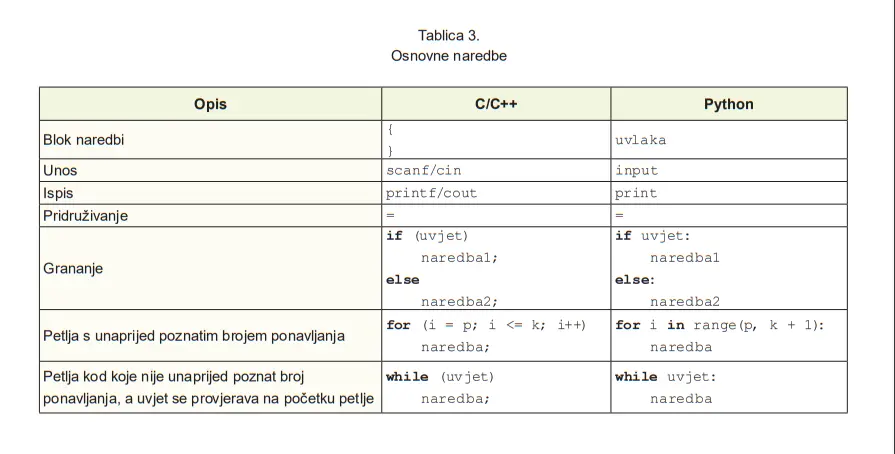 Tablica 3.
Osnovne naredbe
Opis C/C++ Python
Blok naredbi { } uvlaka
Unos scanf/cin input
Ispis printf/cout print
Pridruživanje = =
Grananje
if (uvjet)
naredba1;
else
naredba2;
if uvjet:
naredba1
else:
naredba2
Petlja s unaprijed poznatim brojem ponavljanja
for (i = p; i <= k; i++)
naredba;
for i in range(p, k + 1):
naredba
Petlja kod koje nije unaprijed poznat broj
ponavljanja, a uvjet se provjerava na početku petlje
while (uvjet)
naredba;
while uvjet:
naredba